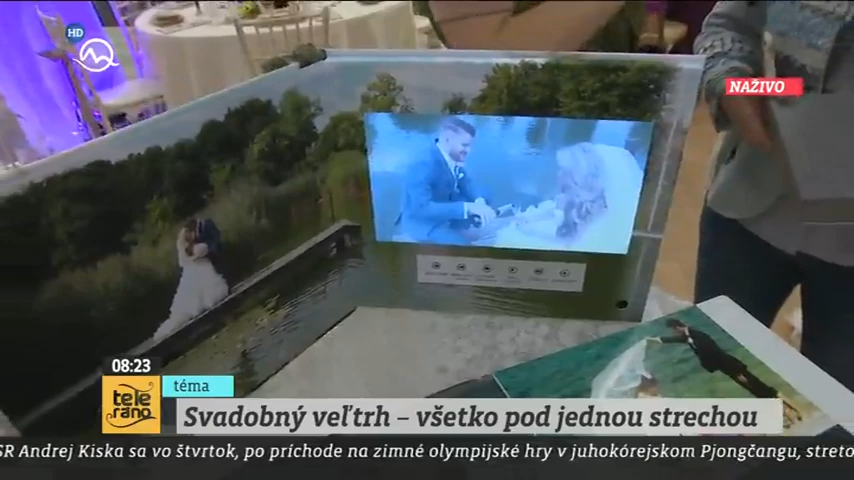 HD
NAŽIVO
08:23
téma
tele
ráno
Svadobný veľtrh – všetko pod jednou strechou
SR Andrej Kiska sa vo štvrtok, po príchode na zimné olympijské hry v juhokórejskom Pjongčangu, streto